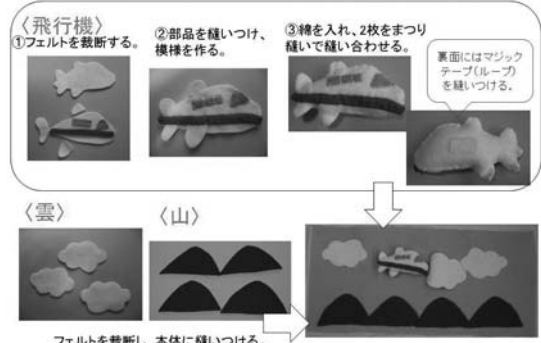 〈飛行機〉
①フェルトを裁断する。
②部品を縫いつけ、
模様を作る。
③綿を入れ、2枚をまつり
縫いで縫い合わせる。
裏面にはマジック
テープ(ループ)
を縫いつける。
〈雲〉
〈山〉
フェルトを裁断し、本体に縫いつける。